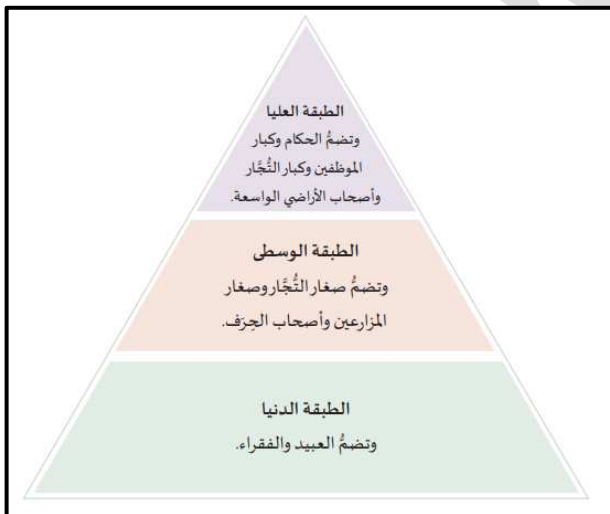 الطبقة العليا
وتضمُّ الحكام وكبار
الموظفين وكبار التُّجَّار
وأصحاب الأراضي الواسعة.
الطبقة الوسطى
وتضمُّ صغار التُّجَّار وصغار
المزارعين وأصحاب الحِرَف.
الطبقة الدنيا
وتضمُّ العبيد والفقراء.